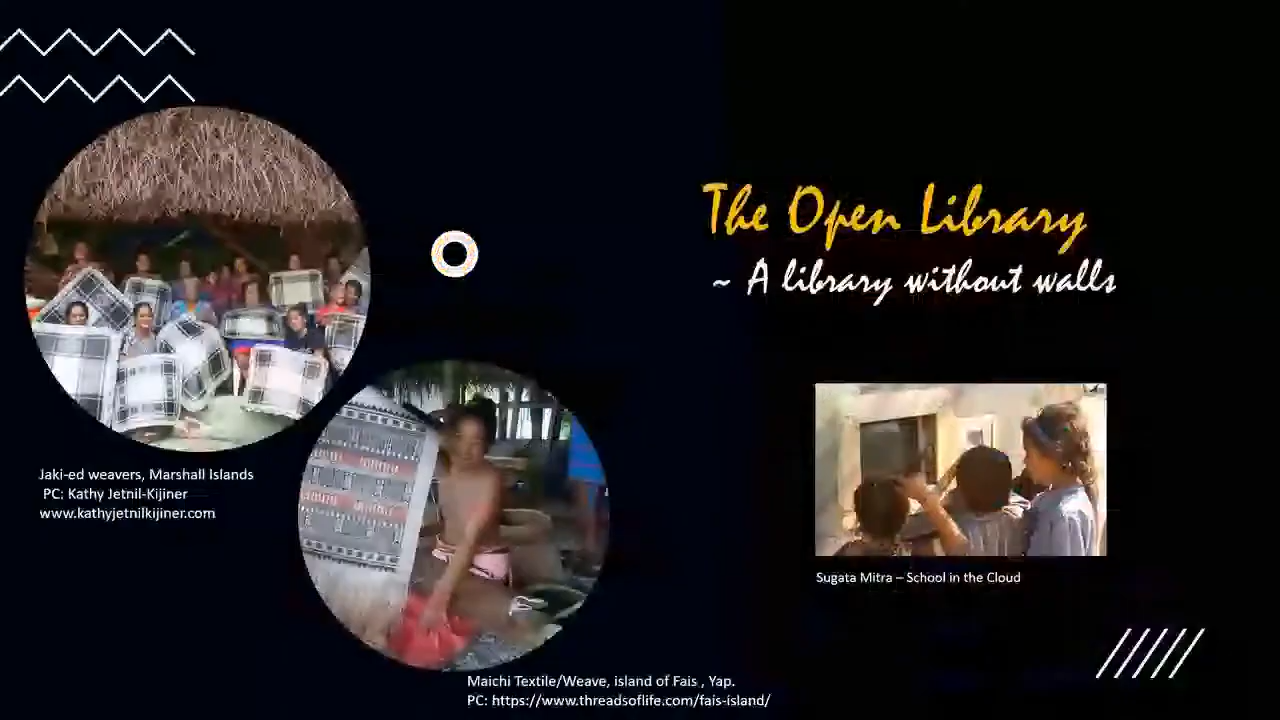 The Open Library
~ A library without walls
Jaki-ed weavers, Marshall Islands
PC: Kathy Jetnil-Kijiner
www.kathyjetnilkijiner.com
Sugata Mitra – School in the Cloud
Maichi Textile/Weave, island of Fais , Yap.
PC: https://www.threadsoflife.com/fais-island/